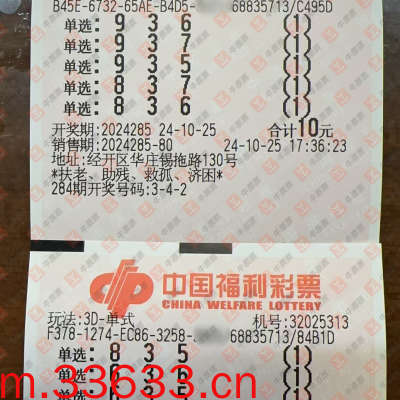 B45E-6732-65AE-B4D5- 68835713/C495D
单选: 9 3 6 (1)
单选: 9 3 7 (1)
单选: 9 3 5 (1)
单选: 8 3 7 (1)
单选: 8 3 6 (1)
开奖期:2024285 24-10-25 合计10元
销售期:2024285-80 24-10-25 17:36:23
地址:经开区华庄锡拖路130号
*扶老、助残、救孤、济困*
284期开奖号码:3-4-2
中国福利彩票
CHINA WELFARE LOTTERY
玩法:3D-单式 机号:32025313
F378-1274-EC86-3258- 68835713/84B1D
单选: 8 3 5 (1)
m.33633.cn